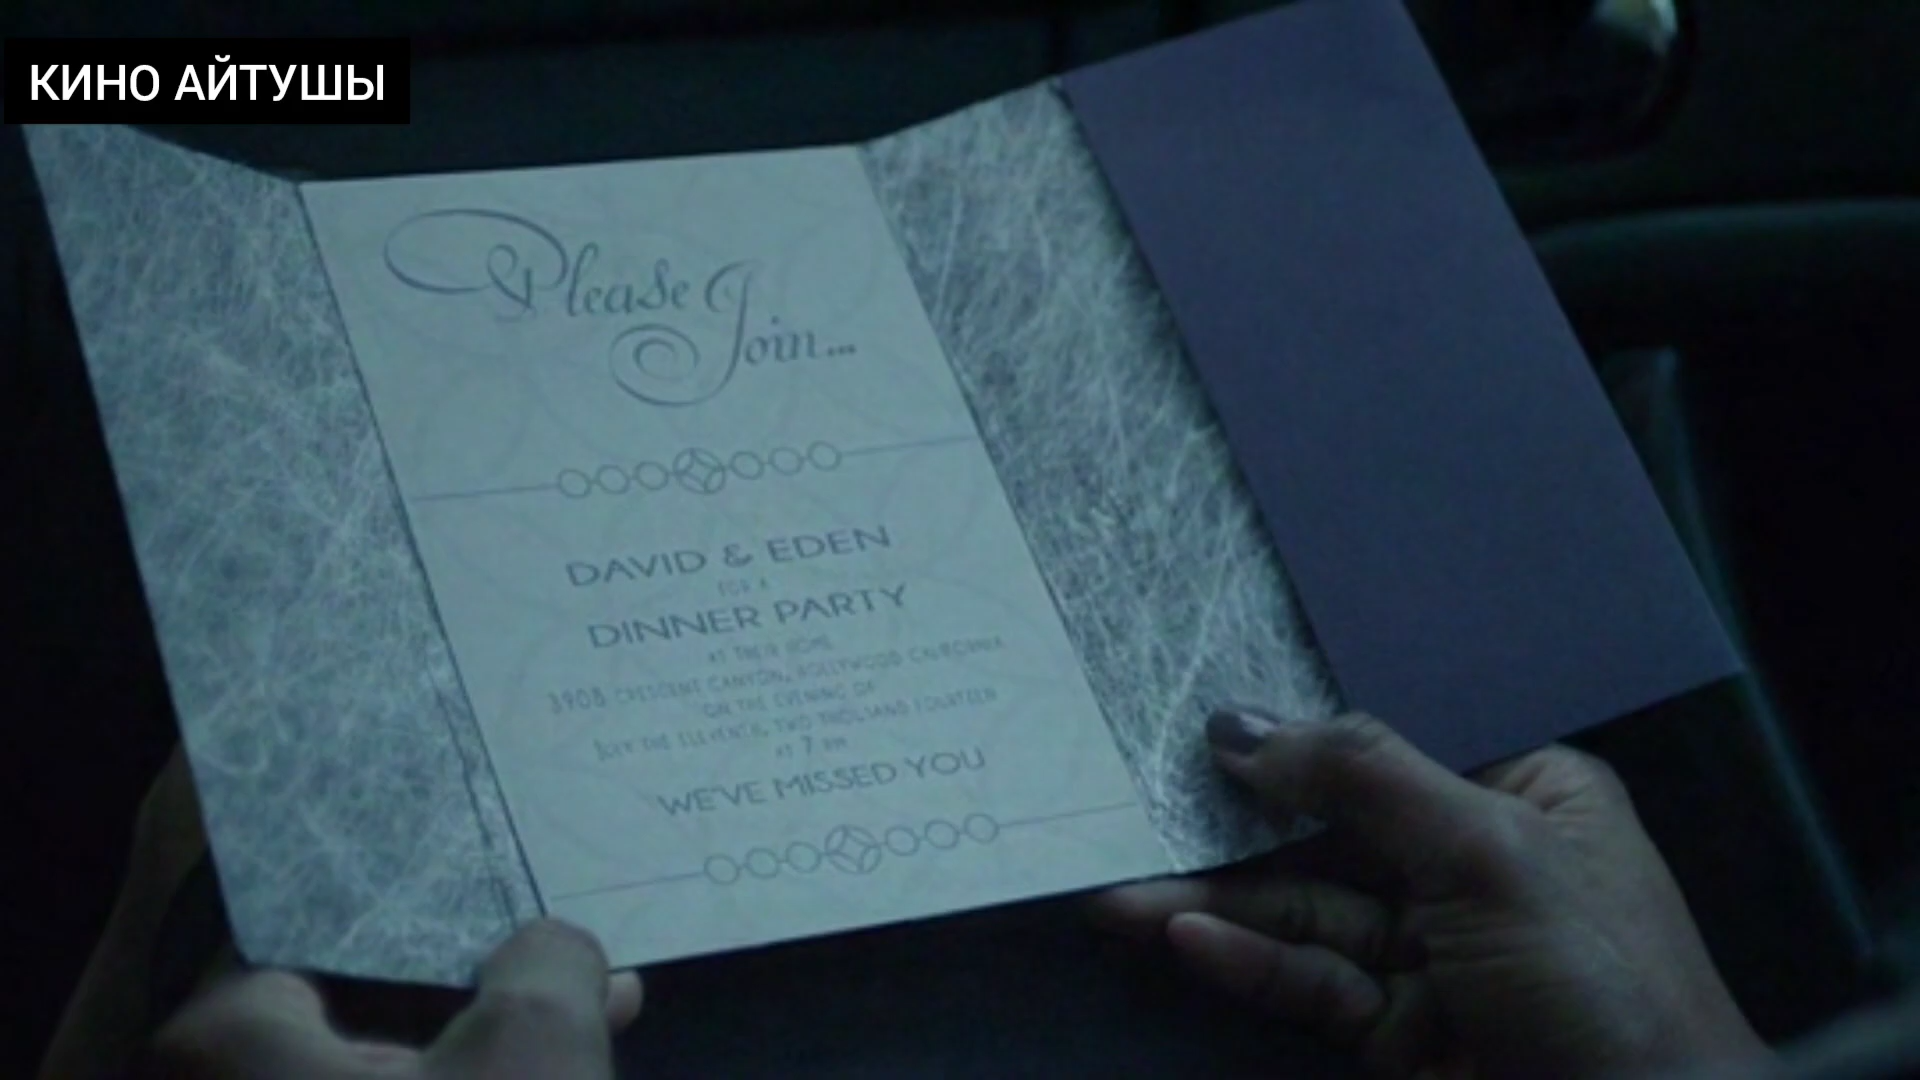 КИНО АЙТУШЫ
Please
Join...
DAVID & EDEN
FOR A
DINNER PARTY
AT THEIR HOME
3908 CRESCENT CANYON, HOLLYWOOD CALIFORNIA
ON THE EVENING OF
JULY THE ELEVENTH, TWO THOUSAND FOURTEEN
AT 7 PM
WE'VE MISSED YOU